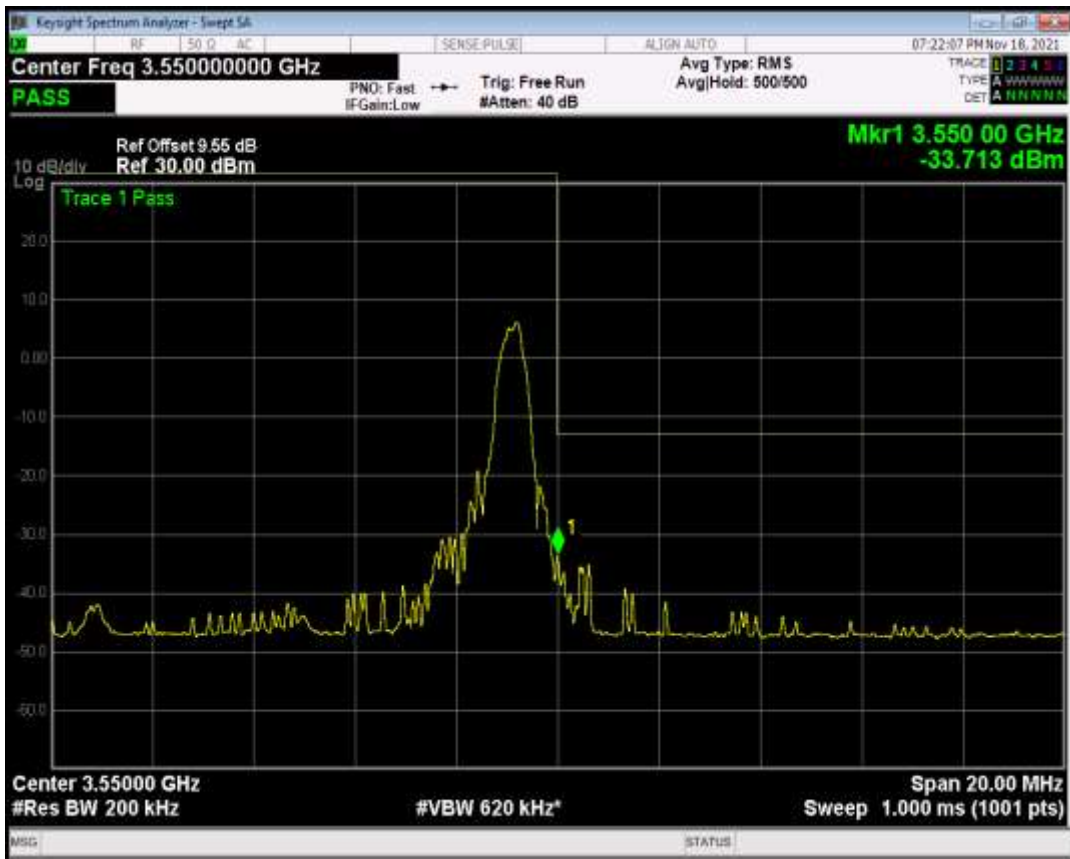 Keysight Spectrum Analyzer - Swept SA
LXI RF 50 Ω AC SENSE:PULSE ALIGN AUTO 07:22:07 PM Nov 18, 2021
Center Freq 3.550000000 GHz
PASS
PNO: Fast
IFGain:Low
Trig: Free Run
#Atten: 40 dB
Avg Type: RMS
Avg|Hold: 500/500
TRACE 1 2 3 4 5 6
TYPE A WWWWW
DET A N N N N N
Ref Offset 9.55 dB
10 dB/div Ref 30.00 dBm
Log
Mkr1 3.550 00 GHz
-33.713 dBm
Trace 1 Pass
20.0
10.0
0.00
-10.0
-20.0
-30.0
-40.0
-50.0
-60.0
1
Center 3.55000 GHz
Span 20.00 MHz
#Res BW 200 kHz
#VBW 620 kHz*
Sweep 1.000 ms (1001 pts)
MSG STATUS